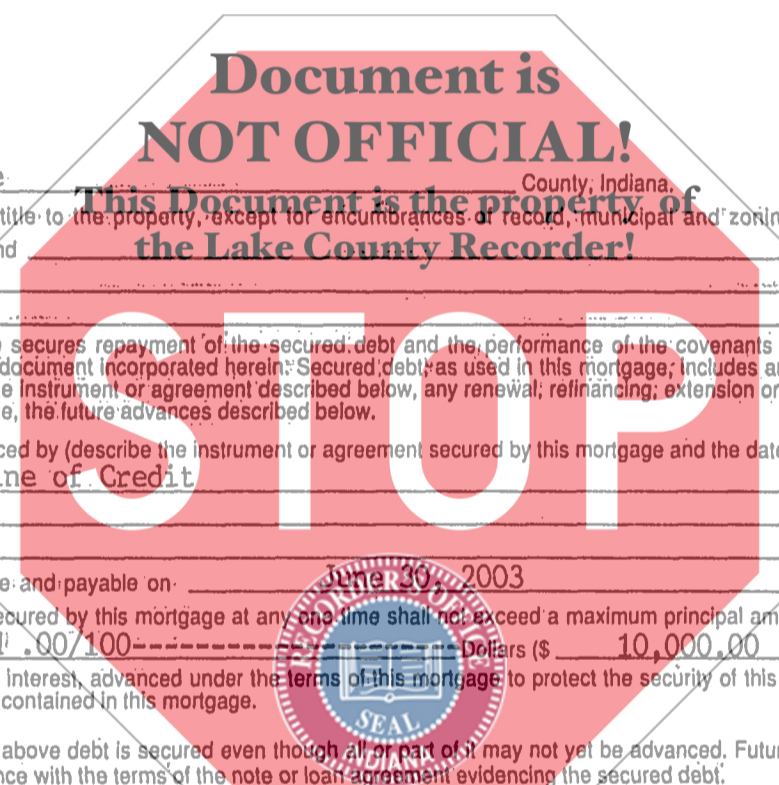 Document is
NOT OFFICIAL!
County, Indiana.
This Document is the property of
title to the property, except for encumbrances of record, municipal and zonin
the Lake County Recorder!
nd
STOP
secures repayment of the secured debt and the performance of the covenants
document incorporated herein. Secured debt, as used in this mortgage, includes a
e instrument or agreement described below, any renewal, refinancing, extension or
e, the future advances described below.
ced by (describe the instrument or agreement secured by this mortgage and the date
ne of Credit
e and payable on June 30, 2003
ecured by this mortgage at any one time shall not exceed a maximum principal am
.00/100------------------------------Dollars ($ 10,000.00
interest, advanced under the terms of this mortgage to protect the security of this
contained in this mortgage.
RECORDER'S OFFICE
SEAL
INDIANA
above debt is secured even though all or part of it may not yet be advanced. Futur
nce with the terms of the note or loan agreement evidencing the secured debt.